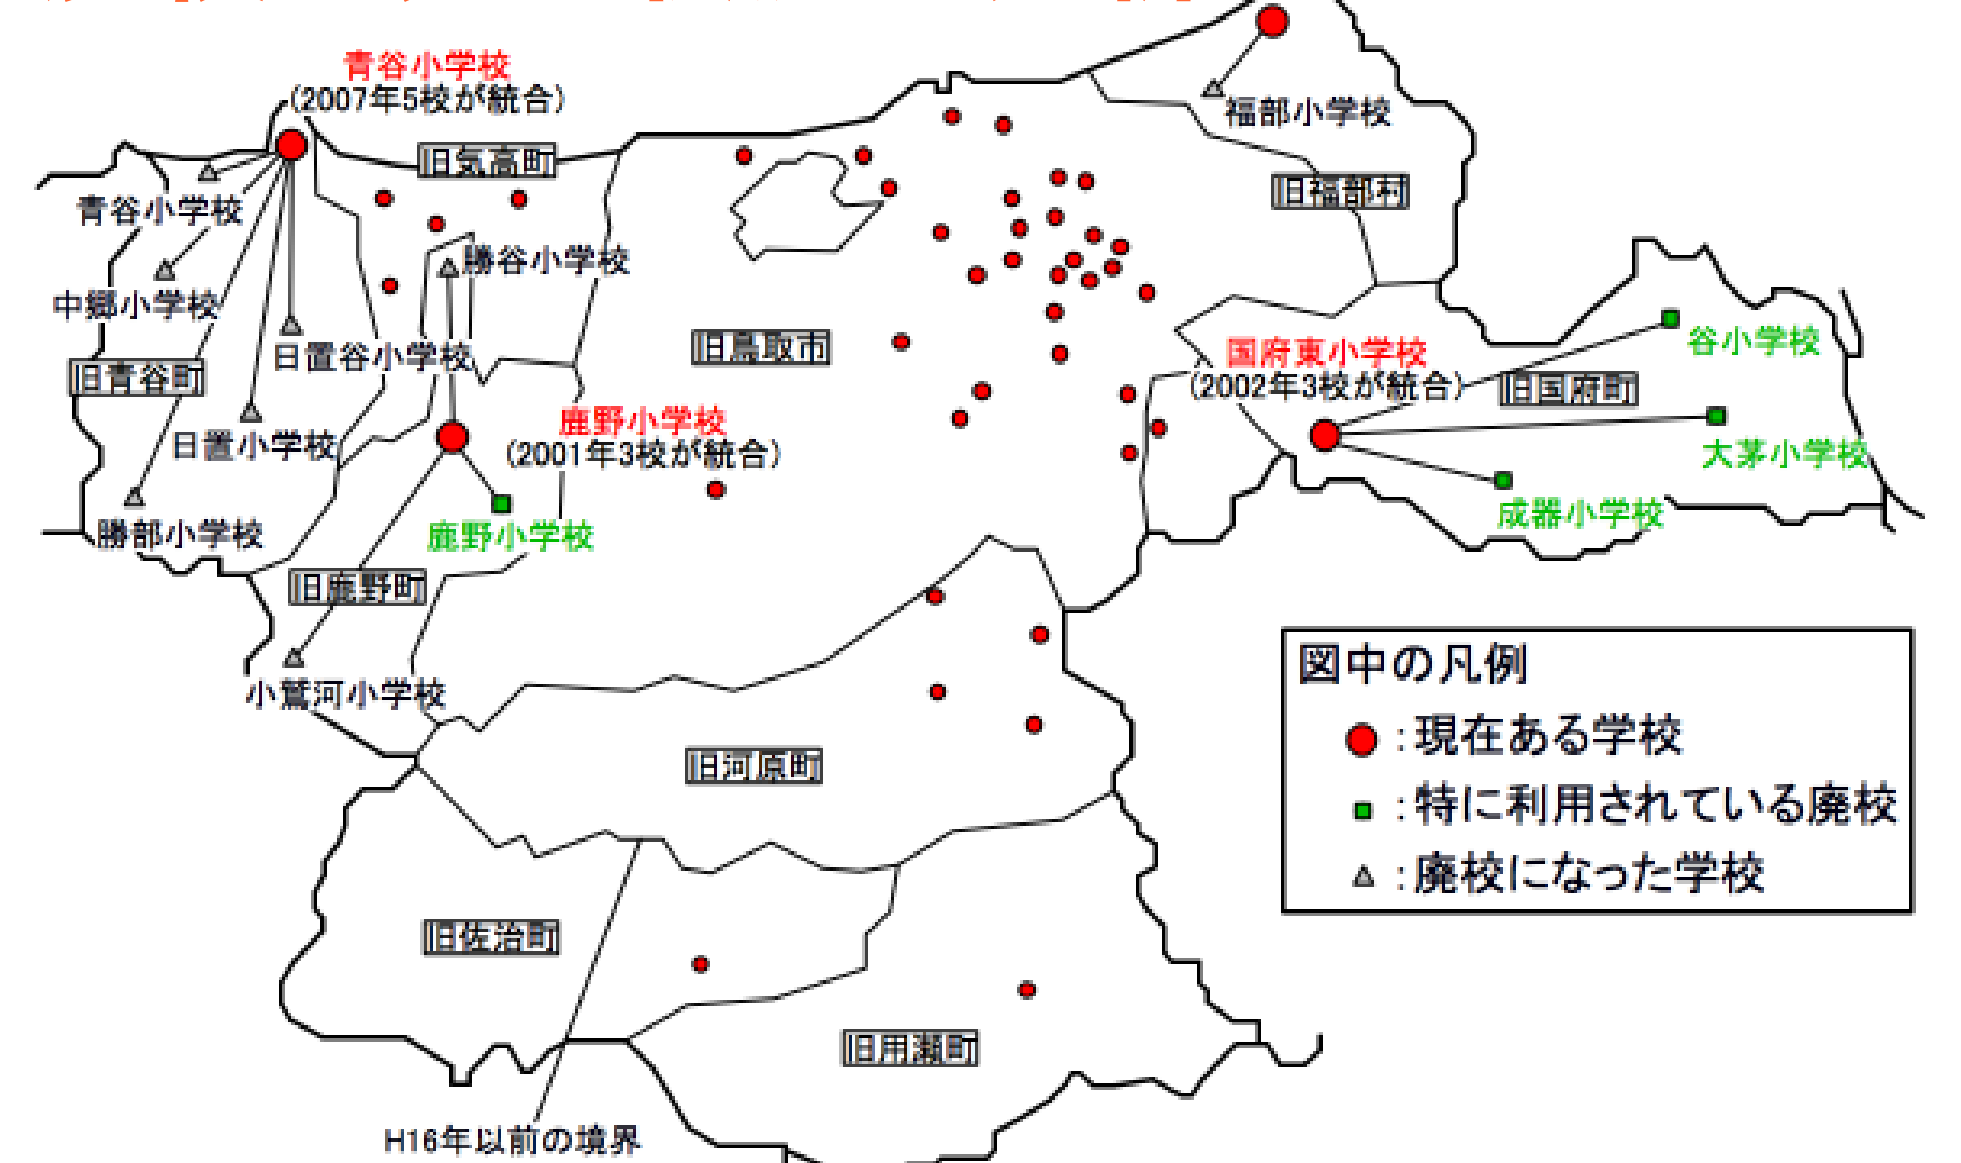 青谷小学校
(2007年5校が統合)
旧気高町
福部小学校
旧福部村
青谷小学校
勝谷小学校
中郷小学校
日置谷小学校
旧鳥取市
谷小学校
国府東小学校
(2002年3校が統合)
旧国府町
旧青谷町
日置小学校
鹿野小学校
(2001年3校が統合)
大茅小学校
成器小学校
勝部小学校
鹿野小学校
旧鹿野町
小鷲河小学校
旧河原町
図中の凡例
：現在ある学校
：特に利用されている廃校
：廃校になった学校
旧佐治町
旧用瀬町
H16年以前の境界